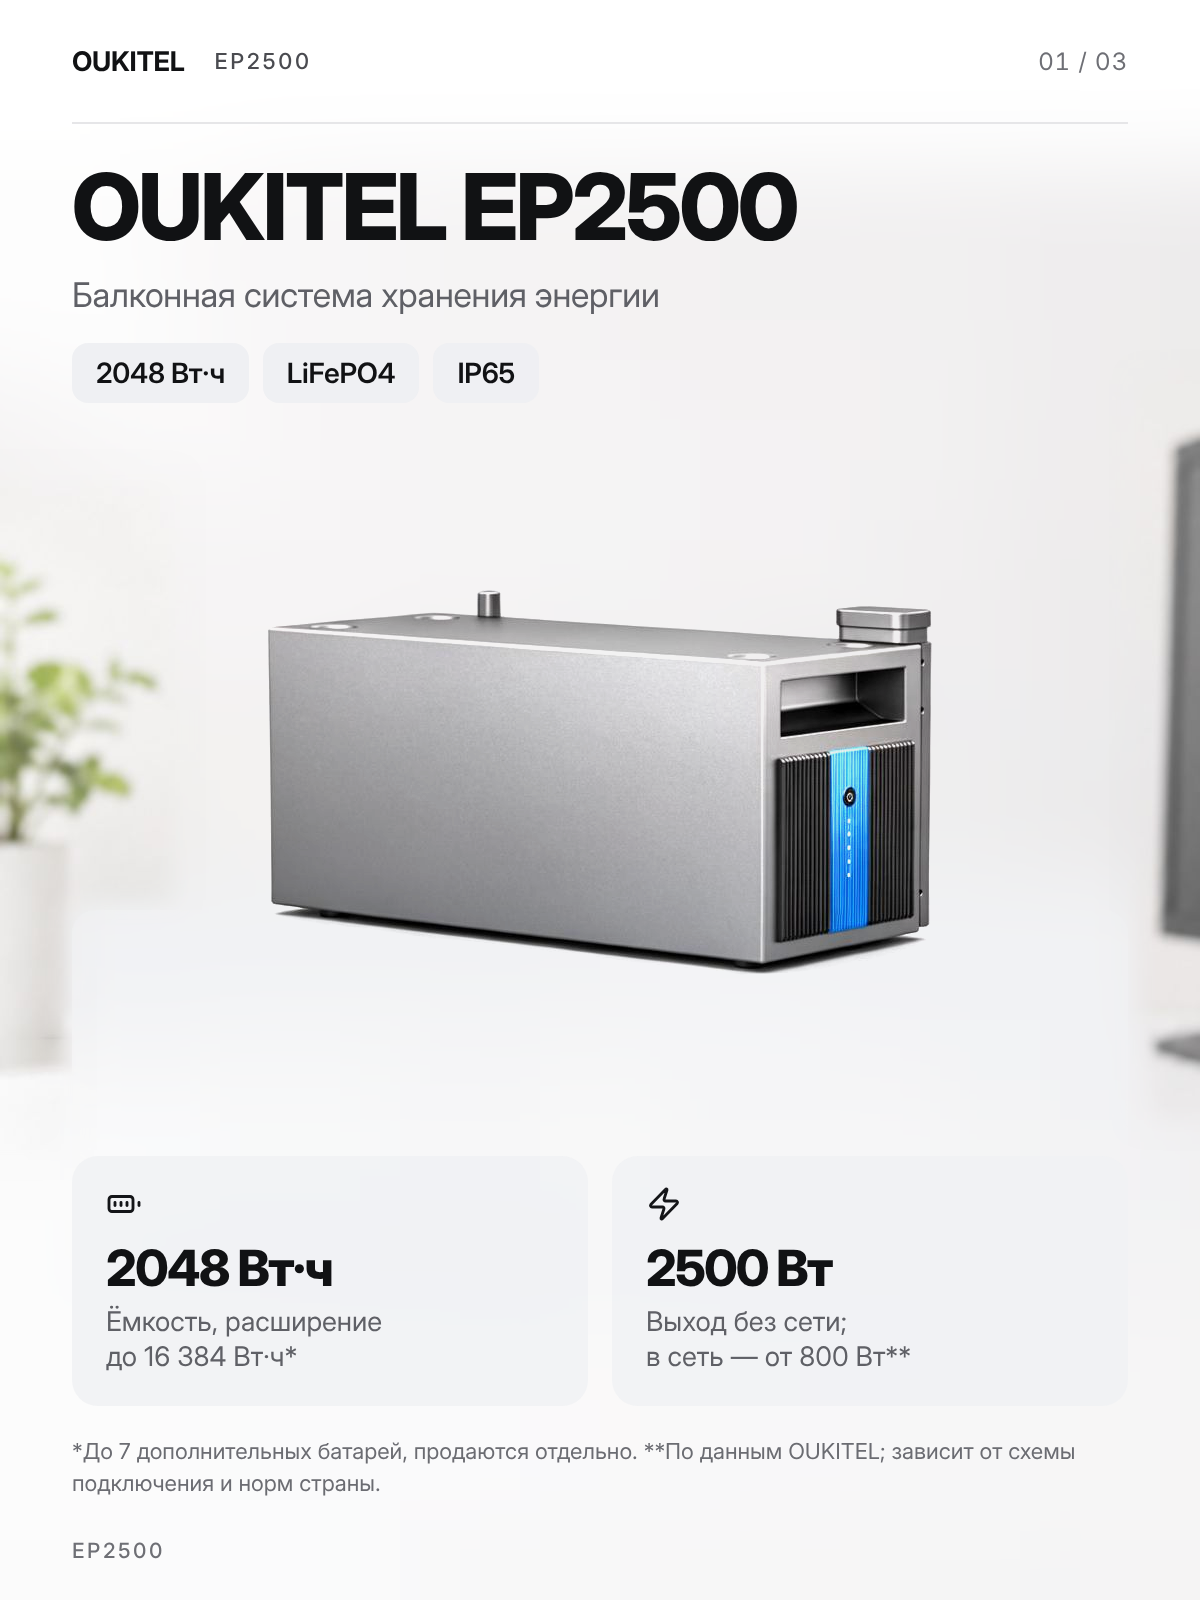 OUKITEL EP2500 01 / 03
OUKITEL EP2500
Балконная система хранения энергии
2048 Вт·ч LiFePO4 IP65
2048 Вт·ч
Ёмкость, расширение
до 16 384 Вт·ч*
2500 Вт
Выход без сети;
в сеть — от 800 Вт**
*До 7 дополнительных батарей, продаются отдельно. **По данным OUKITEL; зависит от схемы
подключения и норм страны.
EP2500